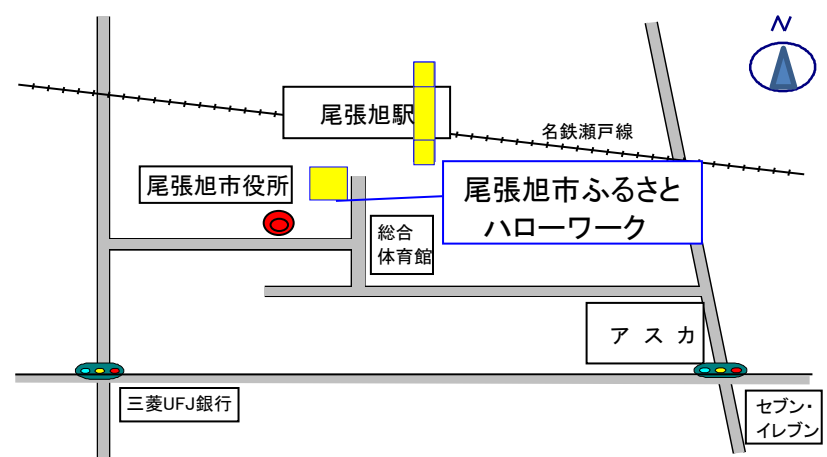 N
尾張旭駅
名鉄瀬戸線
尾張旭市役所
尾張旭市ふるさと
ハローワーク
総合
体育館
ア ス カ
三菱UFJ銀行
セブン・
イレブン